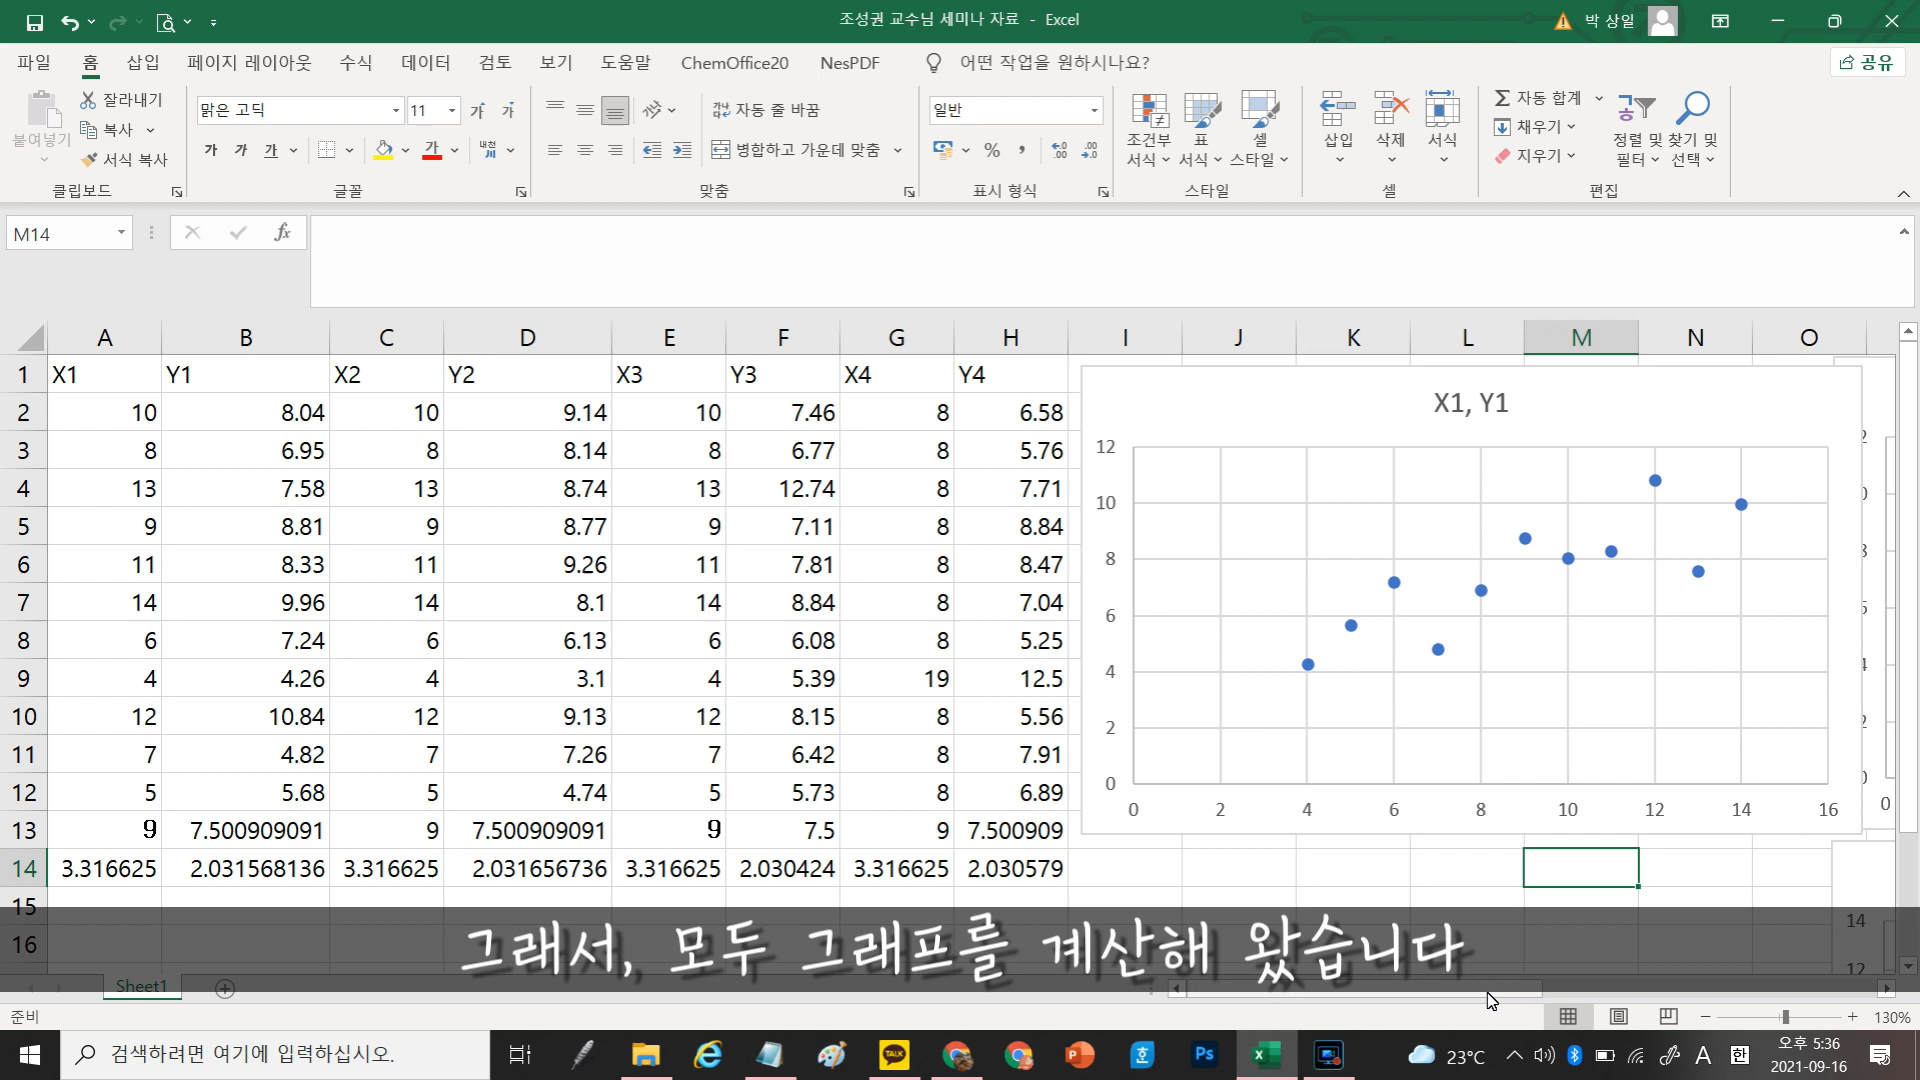 조성권 교수님 세미나 자료 - Excel
박 상일
파일 홈 삽입 페이지 레이아웃 수식 데이터 검토 보기 도움말 ChemOffice20 NesPDF 어떤 작업을 원하시나요? 공유
붙여넣기 잘라내기 복사 서식 복사 클립보드
맑은 고딕 11 가 가 가 가 가 가 내천 글꼴
자동 줄 바꿈 병합하고 가운데 맞춤 맞춤
일반 % 표시 형식
조건부 서식 표 서식 셀 스타일 스타일
삽입 삭제 서식 셀
자동 합계 채우기 지우기 정렬 및 필터 찾기 및 선택 편집
M14 fx
A B C D E F G H I J K L M N O
1 X1 Y1 X2 Y2 X3 Y3 X4 Y4
2 10 8.04 10 9.14 10 7.46 8 6.58
3 8 6.95 8 8.14 8 6.77 8 5.76
4 13 7.58 13 8.74 13 12.74 8 7.71
5 9 8.81 9 8.77 9 7.11 8 8.84
6 11 8.33 11 9.26 11 7.81 8 8.47
7 14 9.96 14 8.1 14 8.84 8 7.04
8 6 7.24 6 6.13 6 6.08 8 5.25
9 4 4.26 4 3.1 4 5.39 19 12.5
10 12 10.84 12 9.13 12 8.15 8 5.56
11 7 4.82 7 7.26 7 6.42 8 7.91
12 5 5.68 5 4.74 5 5.73 8 6.89
13 9 7.500909091 9 7.500909091 9 7.5 9 7.500909
14 3.316625 2.031568136 3.316625 2.031656736 3.316625 2.030424 3.316625 2.030579
15
16
X1, Y1
12
10
8
6
4
2
0
0 2 4 6 8 10 12 14 16
0
14
12
그래서, 모두 그래프를 계산해 왔습니다
Sheet1
준비
130%
검색하려면 여기에 입력하십시오.
TALK
Ps
23°C
A 한
오후 5:36
2021-09-16